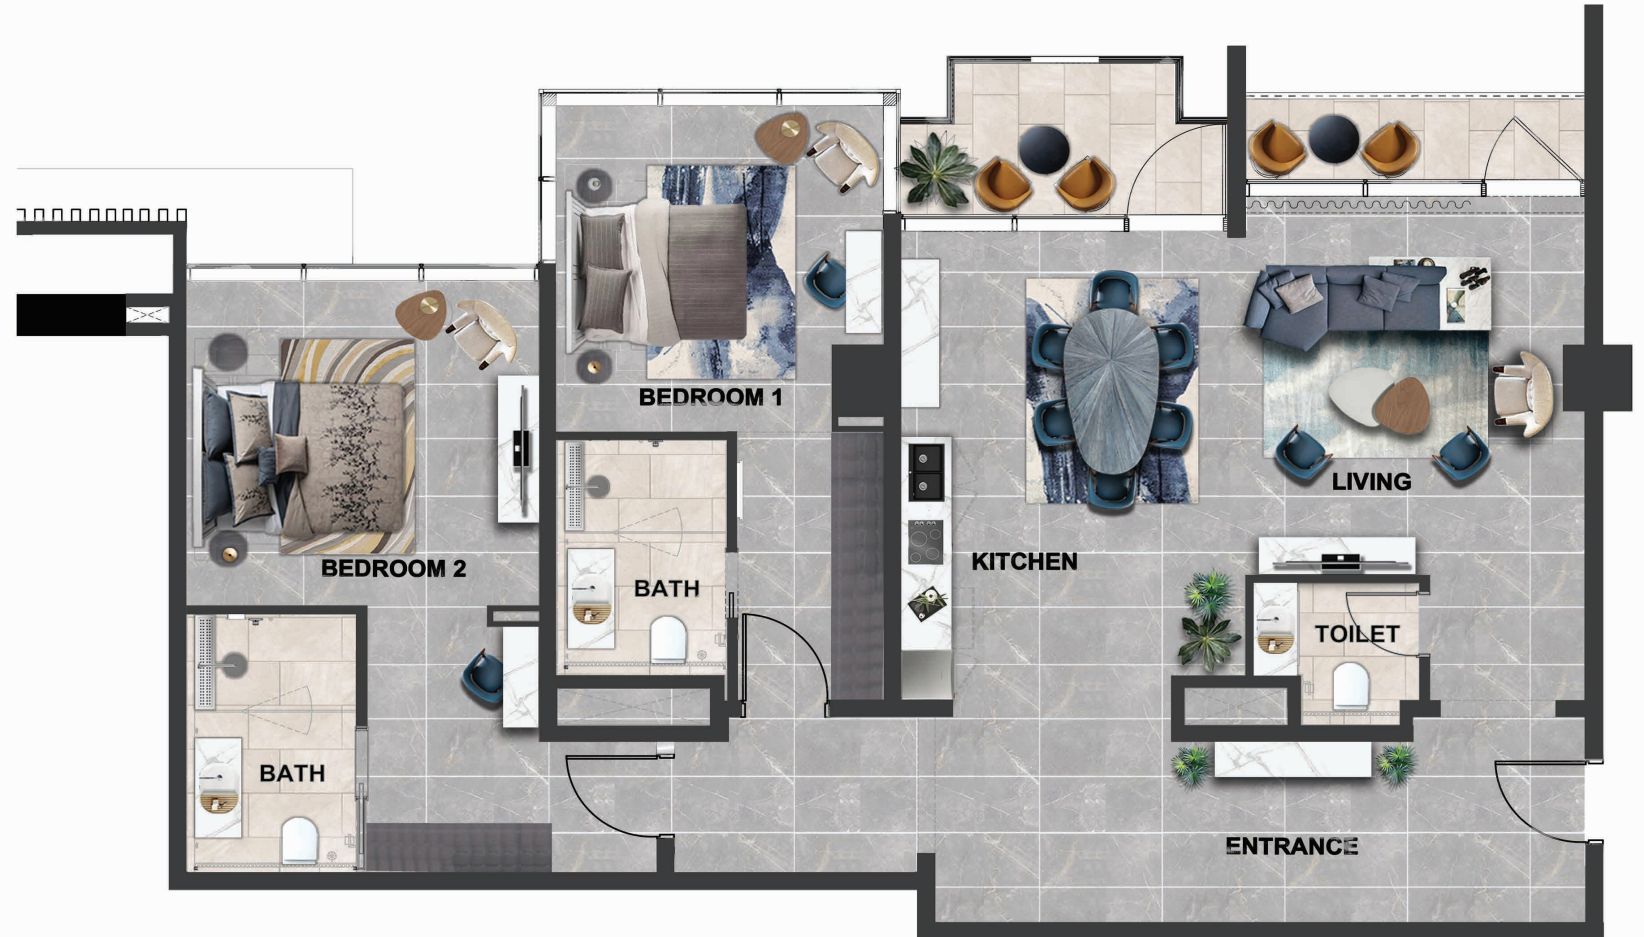 BEDROOM 1
LIVING
KITCHEN
BEDROOM 2
BATH
TOILET
BATH
ENTRANCE